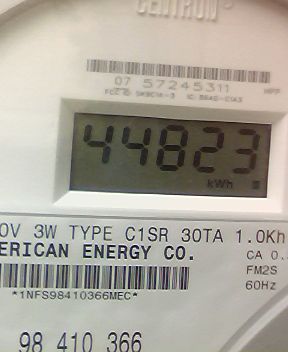 CENTRON®
07 57245311
44823
kWh
3W TYPE C1SR 30TA 1.0Kh
ERICAN ENERGY CO. CA 0.
FM2S
*1NFS98410366MEC* 60Hz
98 410 366